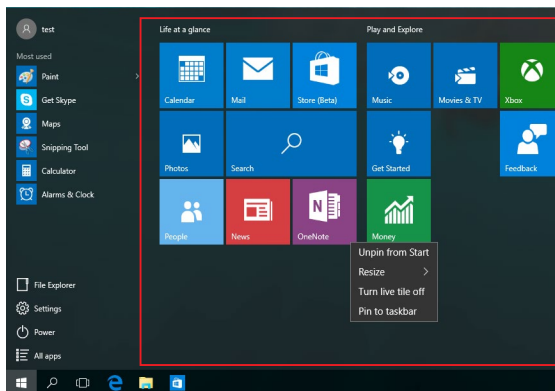 test
Most used
Paint
Get Skype
Maps
Snipping Tool
Calculator
Alarms & Clock
File Explorer
Settings
Power
All apps
Life at a glance
Calendar
Mail
Store (Beta)
Photos
Search
People
News
OneNote
Play and Explore
Music
Movies & TV
Xbox
Get Started
Feedback
Money
Unpin from Start
Resize
Turn live tile off
Pin to taskbar